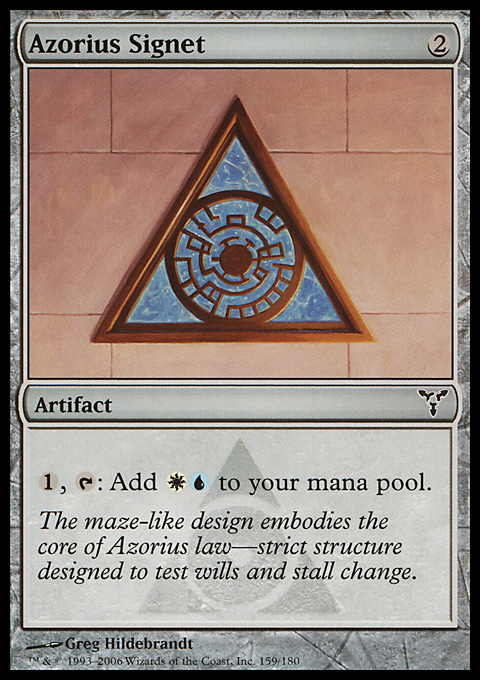 Azorius Signet 2
Artifact
1, : Add to your mana pool.
The maze-like design embodies the
core of Azorius law—strict structure
designed to test wills and stall change.
Greg Hildebrandt
™ & © 1993–2006 Wizards of the Coast, Inc. 159/180